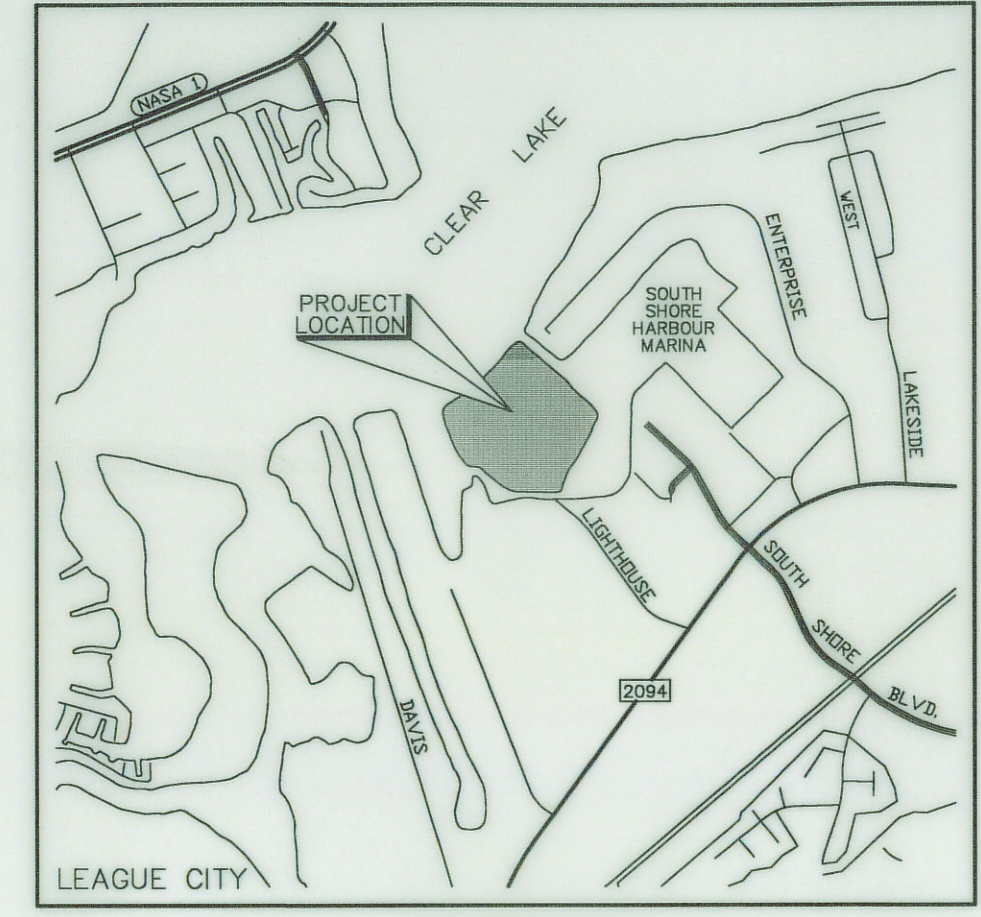 NASA 1
CLEAR LAKE
PROJECT
LOCATION
SOUTH
SHORE
HARBOUR
MARINA
ENTERPRISE
WEST
LAKESIDE
LIGHTHOUSE
SOUTH SHORE BLVD.
2094
DAVIS
LEAGUE CITY